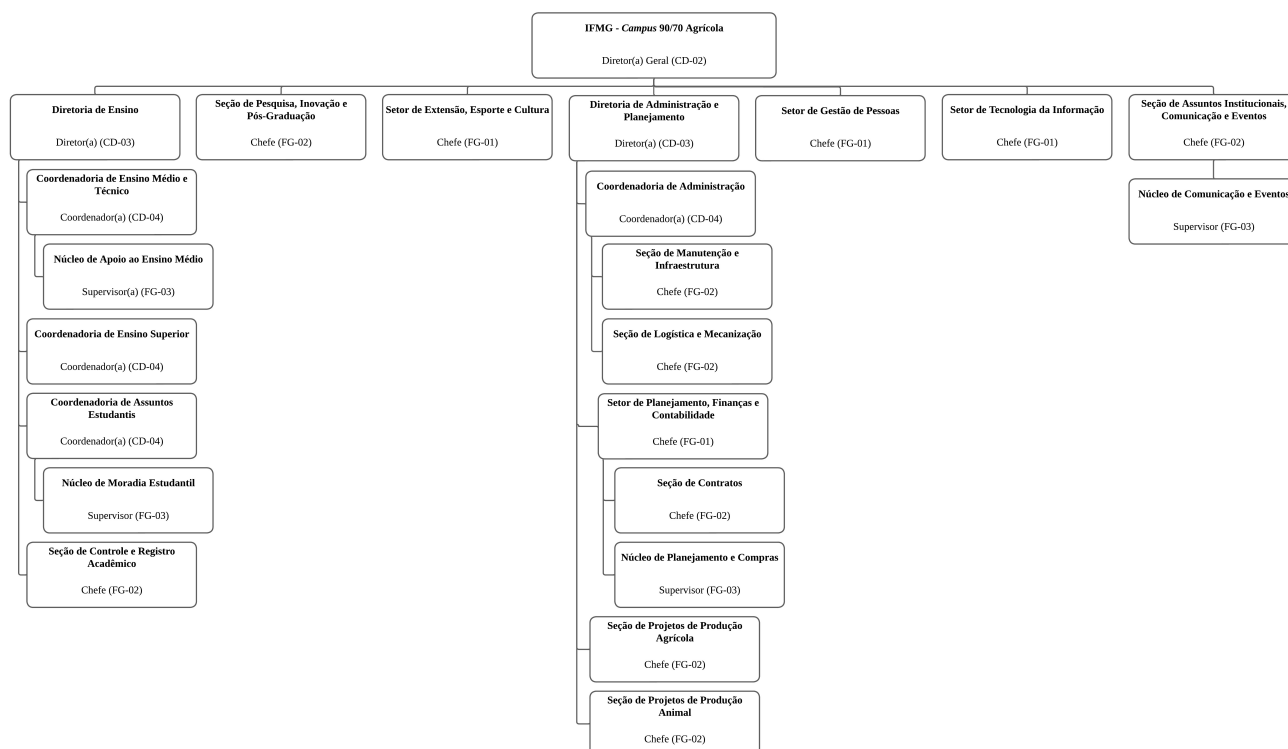 IFMG - Campus 90/70 Agrícola
Diretor(a) Geral (CD-02)
Diretoria de Ensino
Diretor(a) (CD-03)
Seção de Pesquisa, Inovação e
Pós-Graduação
Chefe (FG-02)
Setor de Extensão, Esporte e Cultura
Chefe (FG-01)
Diretoria de Administração e
Planejamento
Diretor(a) (CD-03)
Setor de Gestão de Pessoas
Chefe (FG-01)
Setor de Tecnologia da Informação
Chefe (FG-01)
Seção de Assuntos Institucionais,
Comunicação e Eventos
Chefe (FG-02)
Núcleo de Comunicação e Eventos
Supervisor (FG-03)
Coordenadoria de Ensino Médio e
Técnico
Coordenador(a) (CD-04)
Núcleo de Apoio ao Ensino Médio
Supervisor(a) (FG-03)
Coordenadoria de Ensino Superior
Coordenador(a) (CD-04)
Coordenadoria de Assuntos
Estudantis
Coordenador(a) (CD-04)
Núcleo de Moradia Estudantil
Supervisor (FG-03)
Seção de Controle e Registro
Acadêmico
Chefe (FG-02)
Coordenadoria de Administração
Coordenador(a) (CD-04)
Seção de Manutenção e
Infraestrutura
Chefe (FG-02)
Seção de Logística e Mecanização
Chefe (FG-02)
Setor de Planejamento, Finanças e
Contabilidade
Chefe (FG-01)
Seção de Contratos
Chefe (FG-02)
Núcleo de Planejamento e Compras
Supervisor (FG-03)
Seção de Projetos de Produção
Agrícola
Chefe (FG-02)
Seção de Projetos de Produção
Animal
Chefe (FG-02)